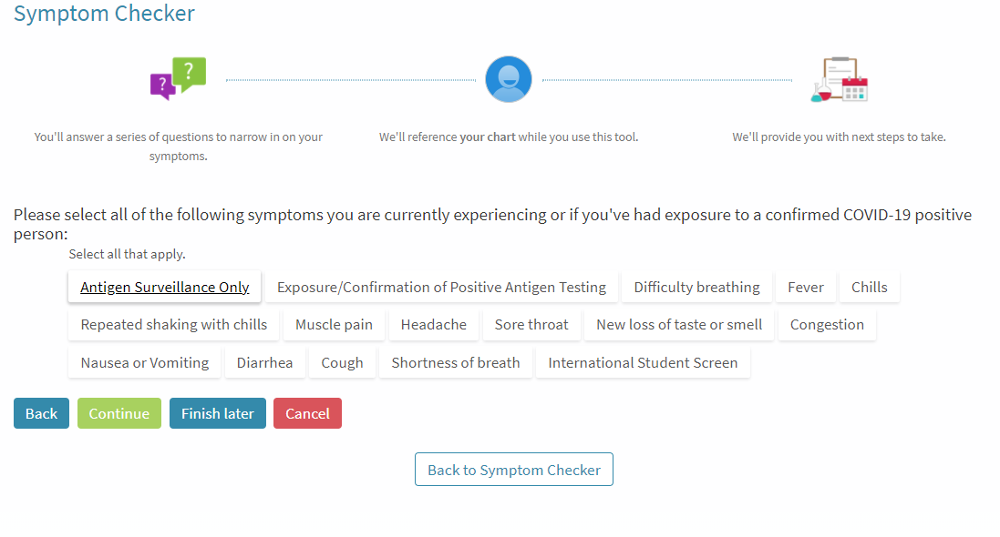 Symptom Checker
? ?
You'll answer a series of questions to narrow in on your
symptoms.
We'll reference your chart while you use this tool.
We'll provide you with next steps to take.
Please select all of the following symptoms you are currently experiencing or if you've had exposure to a confirmed COVID-19 positive
person:
Select all that apply.
Antigen Surveillance Only Exposure/Confirmation of Positive Antigen Testing Difficulty breathing Fever Chills
Repeated shaking with chills Muscle pain Headache Sore throat New loss of taste or smell Congestion
Nausea or Vomiting Diarrhea Cough Shortness of breath International Student Screen
Back Continue Finish later Cancel
Back to Symptom Checker